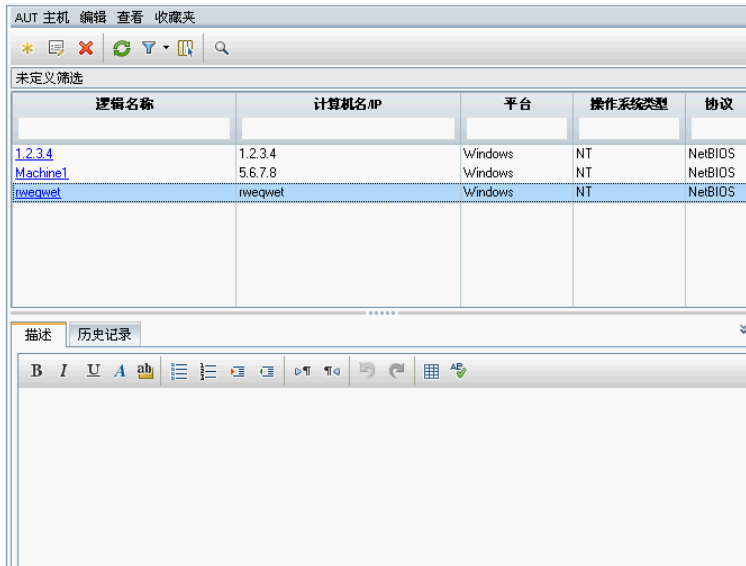 AUT 主机 编辑 查看 收藏夹
未定义筛选
逻辑名称 计算机名/IP 平台 操作系统类型 协议
1.2.3.4 1.2.3.4 Windows NT NetBIOS
Machine1 5.6.7.8 Windows NT NetBIOS
rweqwet rweqwet Windows NT NetBIOS
描述 历史记录
B I U A ab